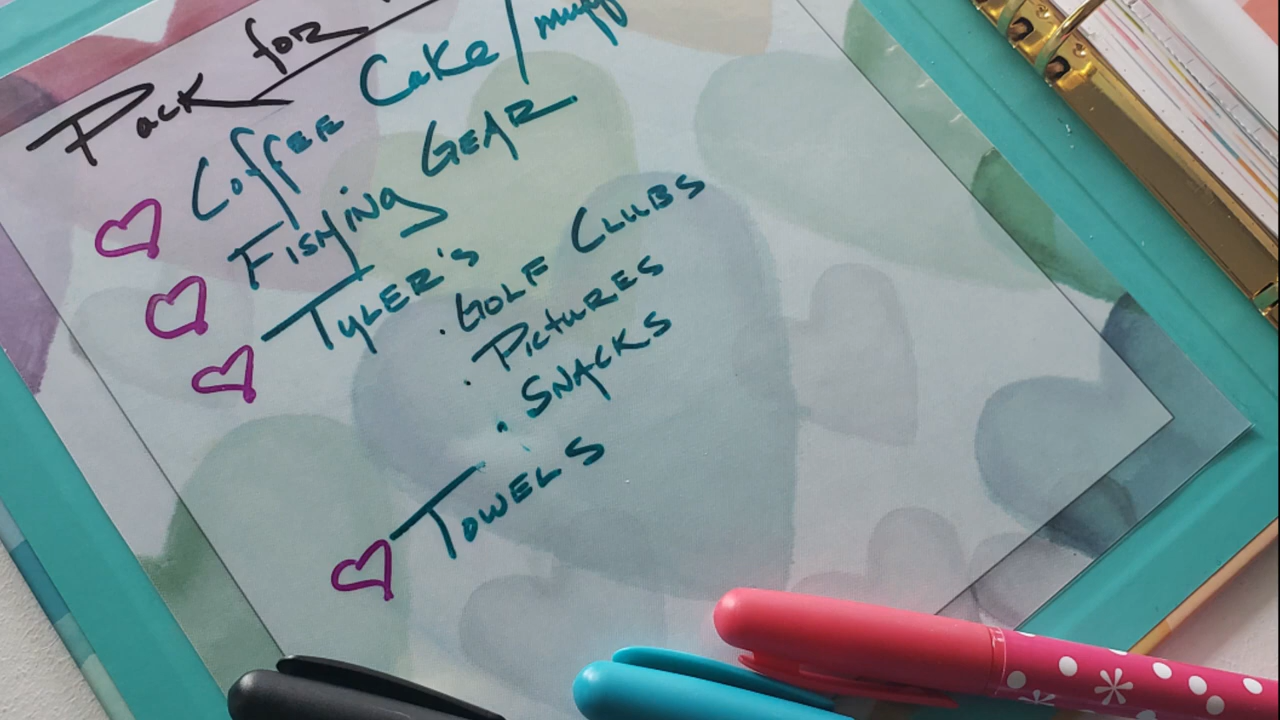 Pack for
Coffee Cake/muff
Fishing Gear
Tyler's
. Golf Clubs
. Pictures
. Snacks
Towels